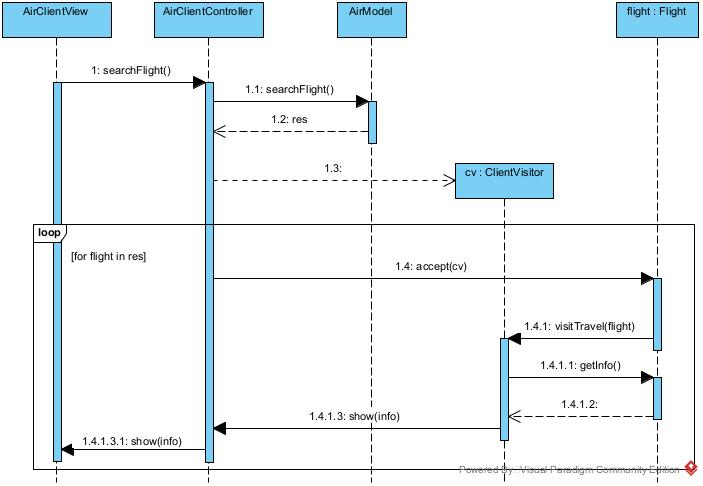 AirClientView
AirClientController
AirModel
flight : Flight
1: searchFlight()
1.1: searchFlight()
1.2: res
1.3:
cv : ClientVisitor
loop
[for flight in res]
1.4: accept(cv)
1.4.1: visitTravel(flight)
1.4.1.1: getInfo()
1.4.1.2:
1.4.1.3: show(info)
1.4.1.3.1: show(info)
Powered By: Visual Paradigm Community Edition